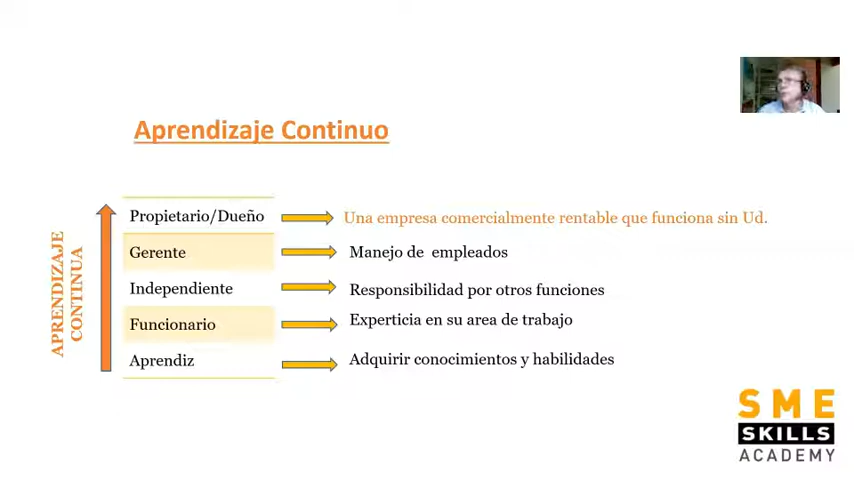 Aprendizaje Continuo
APRENDIZAJE
CONTINUA
Propietario/Dueño
Una empresa comercialmente rentable que funciona sin Ud.
Gerente
Manejo de empleados
Independiente
Responsibilidad por otros funciones
Funcionario
Experticia en su area de trabajo
Aprendiz
Adquirir conocimientos y habilidades
SME
SKILLS
ACADEMY